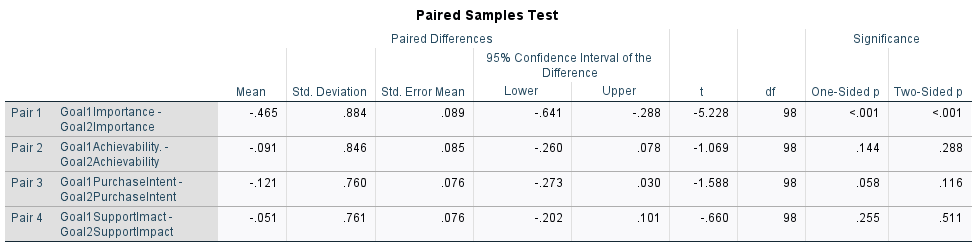 Paired Samples Test
Paired Differences Significance
95% Confidence Interval of the
Difference
Mean Std. Deviation Std. Error Mean Lower Upper t df One-Sided p Two-Sided p
Pair 1 Goal1Importance - -.465 .884 .089 -.641 -.288 -5.228 98 <.001 <.001
Goal2Importance
Pair 2 Goal1Achievability. - -.091 .846 .085 -.260 .078 -1.069 98 .144 .288
Goal2Achievability
Pair 3 Goal1PurchaseIntent - -.121 .760 .076 -.273 .030 -1.588 98 .058 .116
Goal2PurchaseIntent
Pair 4 Goal1SupportImact - -.051 .761 .076 -.202 .101 -.660 98 .255 .511
Goal2SupportImpact